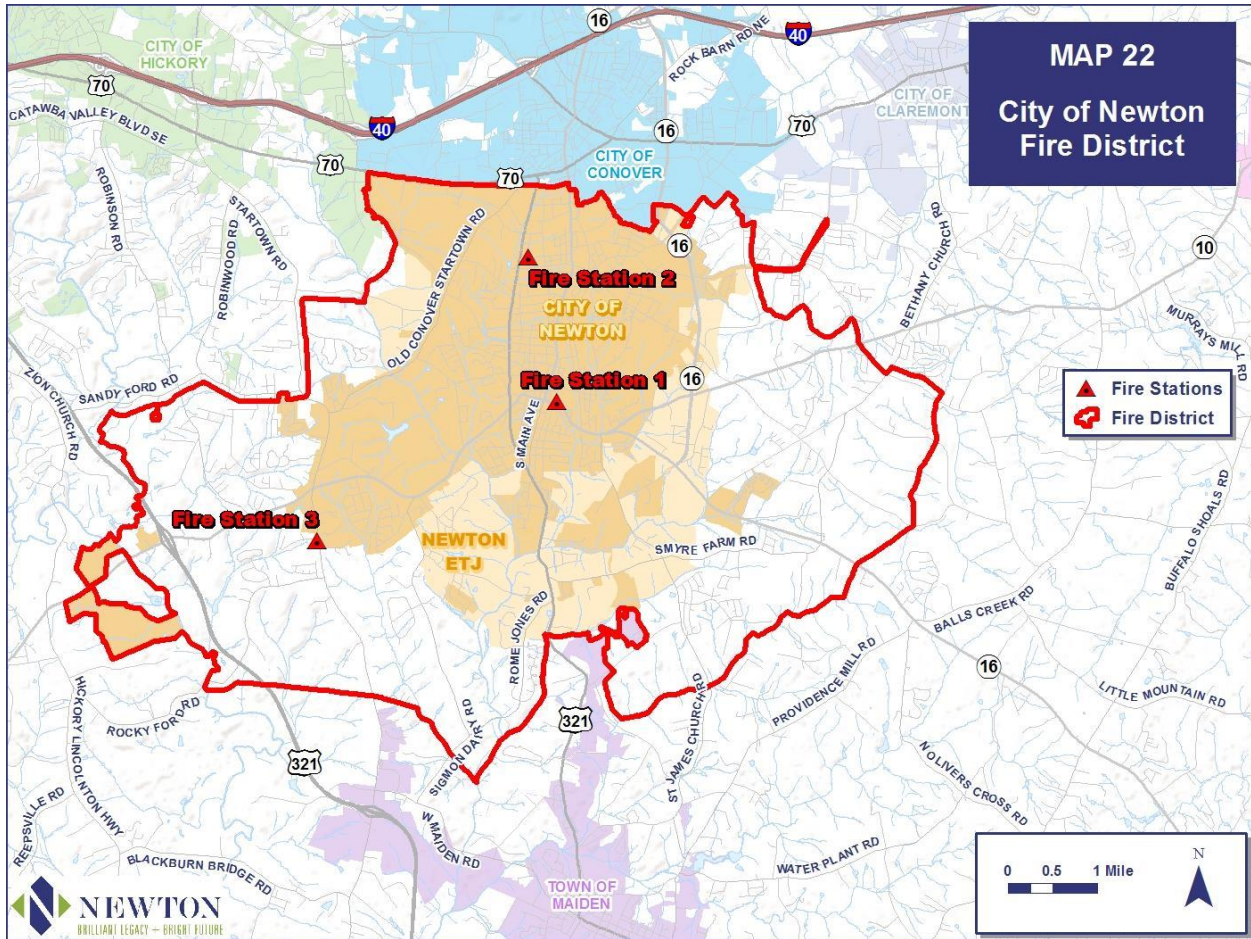 MAP 22
City of Newton
Fire District
CITY OF
HICKORY
16
ROCK BARN RD NE
40
70
CATAWBA VALLEY BLVD SE
CITY OF
CLAREMONT
40
16
70
CITY OF
CONOVER
70
70
ROBINSON RD
ROBINWOOD RD
STARTOWN RD
OLD CONOVER STARTOWN RD
16
BETHANY CHURCH RD
10
Fire Station 2
CITY OF
NEWTON
MURRAYS MILL RD
ZION CHURCH RD
SANDY FORD RD
Fire Station 1
16
S MAIN AVE
Fire Stations
Fire District
Fire Station 3
NEWTON
ETJ
SMYRE FARM RD
BUFFALO SHOALS RD
ROME JONES RD
BALLS CREEK RD
PROVIDENCE MILL RD
16
LITTLE MOUNTAIN RD
HICKORY LINCOLNTON HWY
ROCKY FORD RD
321
SIGMON DAIRY RD
321
ST JAMES CHURCH RD
N OLIVERS CROSS RD
REEPSVILLE RD
W MAIDEN RD
BLACKBURN BRIDGE RD
WATER PLANT RD
TOWN OF
MAIDEN
0 0.5 1 Mile
N
NEWTON
BRILLIANT LEGACY ~ BRIGHT FUTURE